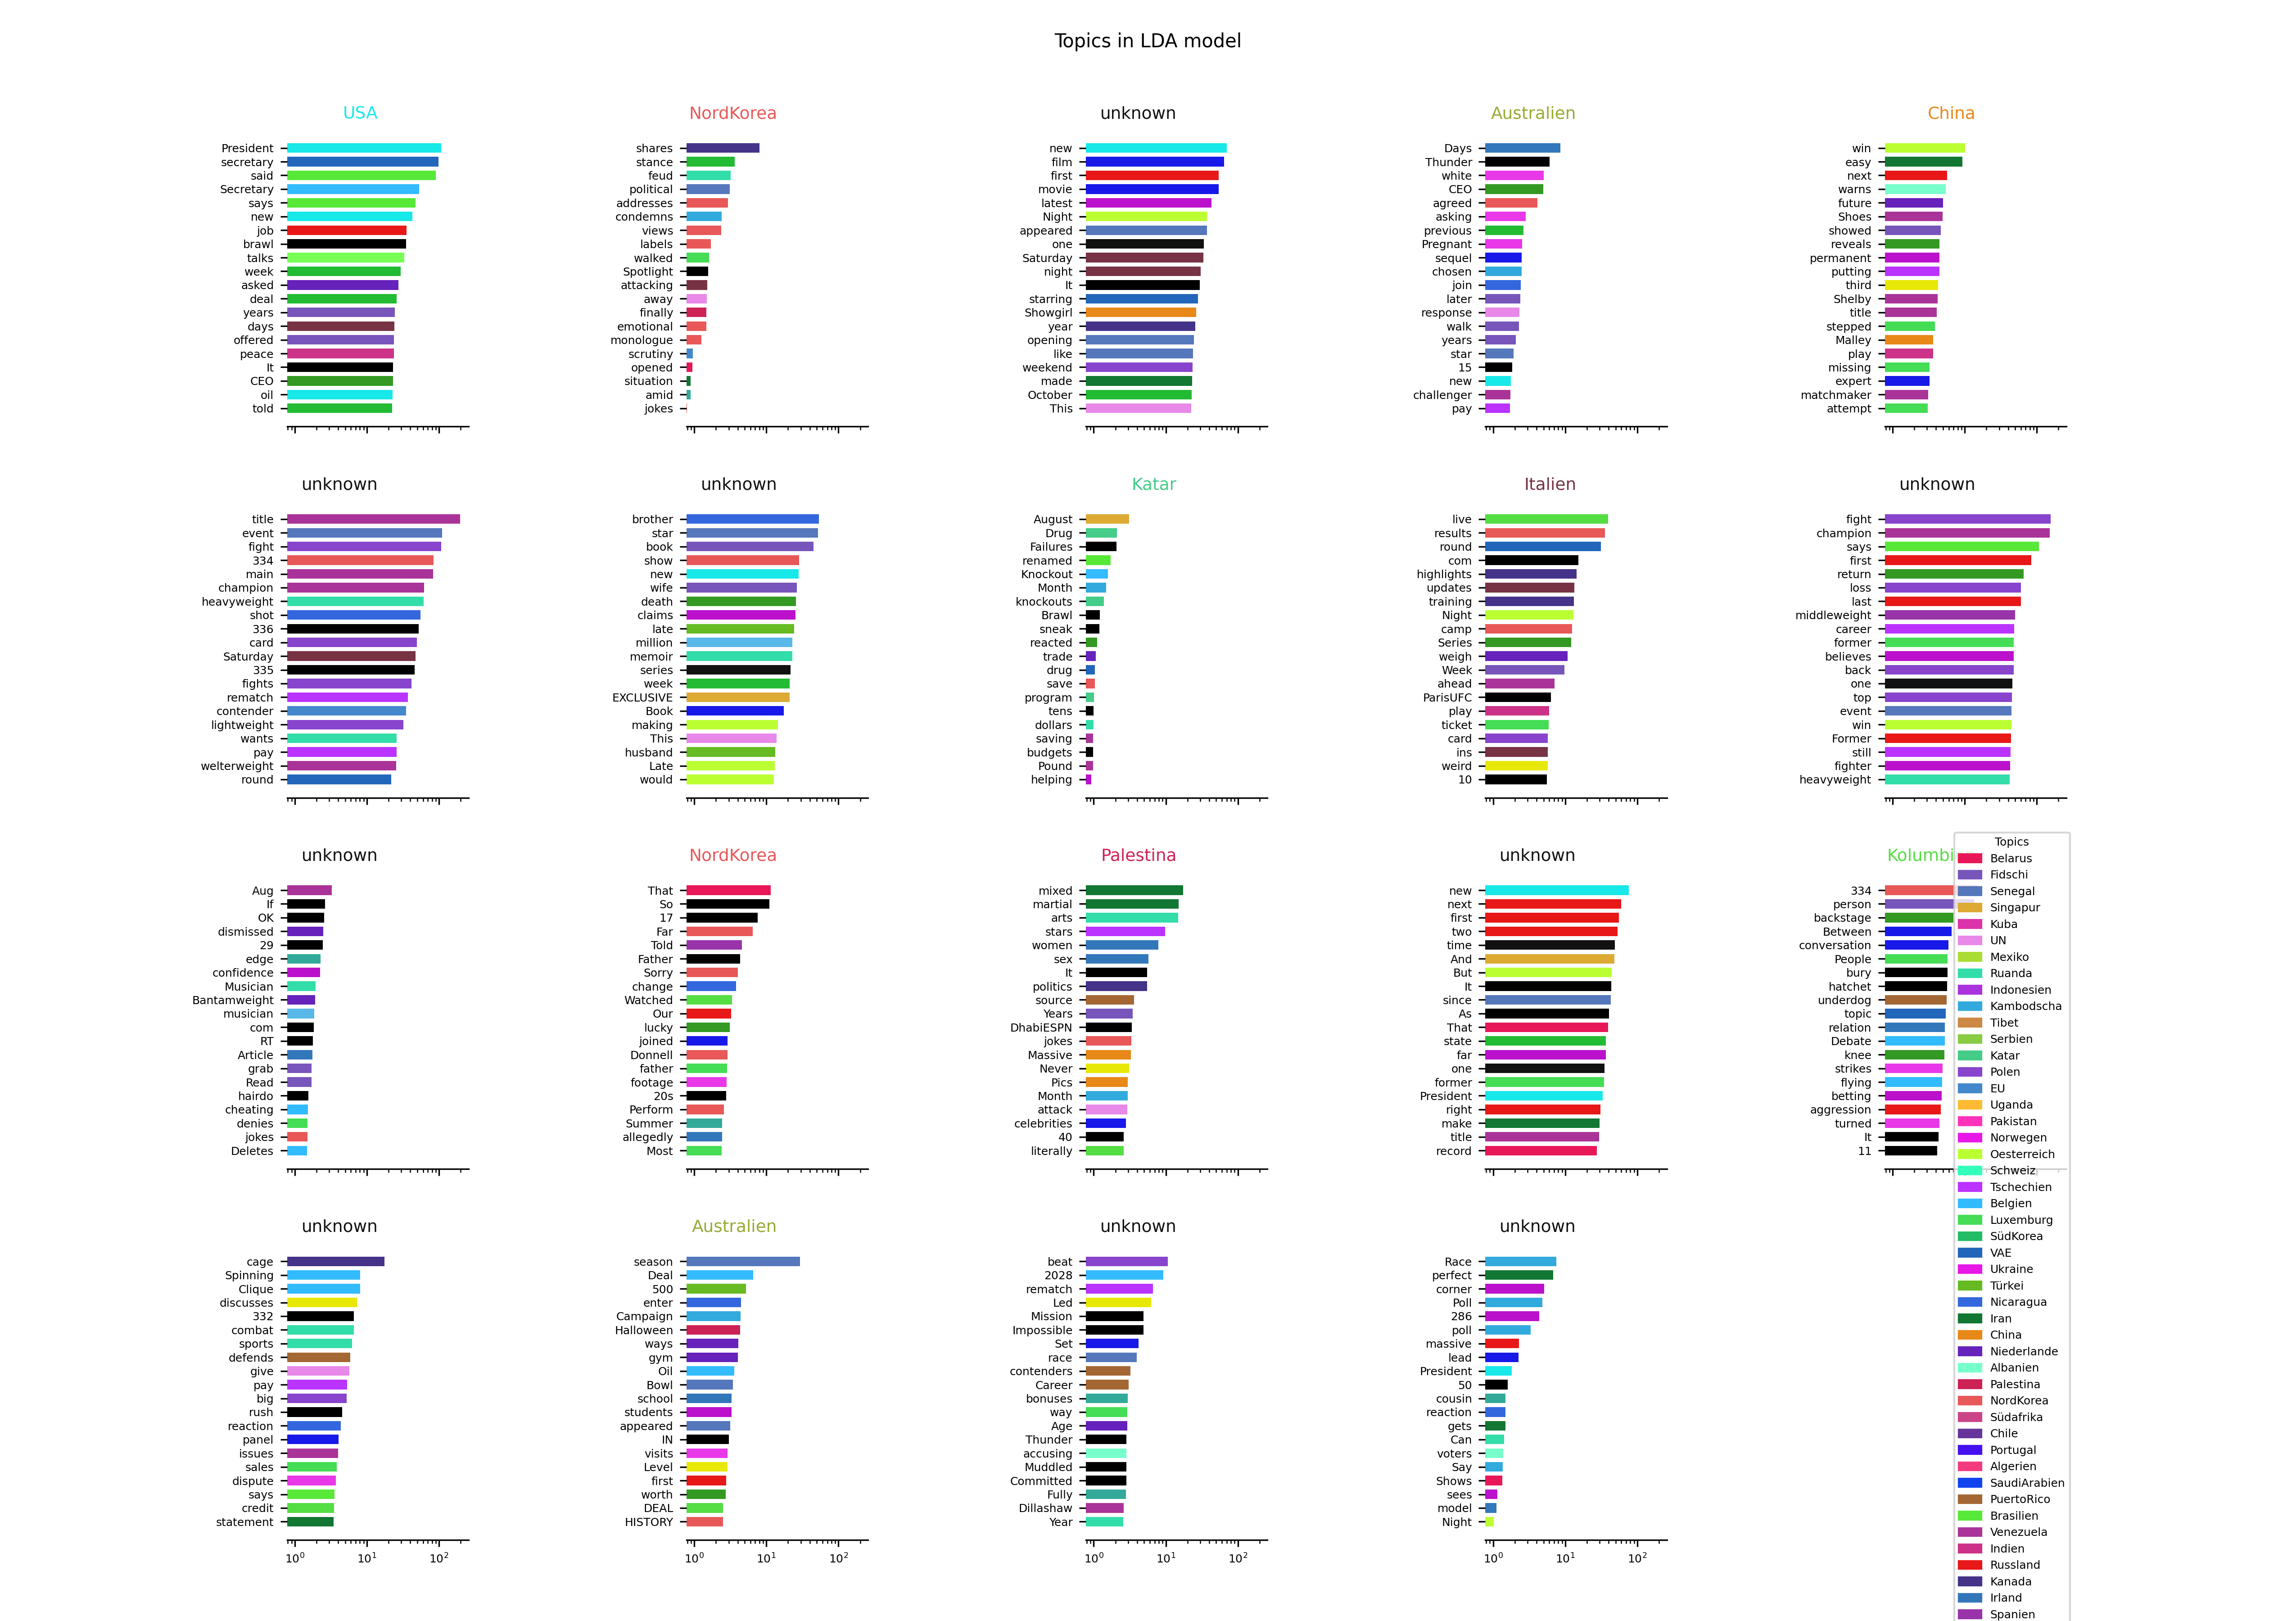 Topics in LDA model
USA
President
secretary
said
Secretary
says
new
job
brawl
talks
week
asked
deal
years
days
offered
peace
It
CEO
oil
told
NordKorea
shares
stance
feud
political
addresses
condemns
views
labels
walked
Spotlight
attacking
away
finally
emotional
monologue
scrutiny
opened
situation
amid
jokes
unknown
new
film
first
movie
latest
Night
appeared
one
Saturday
night
It
starring
Showgirl
year
opening
like
weekend
made
October
This
Australien
Days
Thunder
white
CEO
agreed
asking
previous
Pregnant
sequel
chosen
join
later
response
walk
years
star
15
new
challenger
pay
China
win
easy
next
warns
future
Shoes
showed
reveals
permanent
putting
third
Shelby
title
stepped
Malley
play
missing
expert
matchmaker
attempt
unknown
title
event
fight
334
main
champion
heavyweight
shot
336
card
Saturday
335
fights
rematch
contender
lightweight
wants
pay
welterweight
round
unknown
brother
star
book
show
new
wife
death
claims
late
million
memoir
series
week
EXCLUSIVE
Book
making
This
husband
Late
would
Katar
August
Drug
Failures
renamed
Knockout
Month
knockouts
Brawl
sneak
reacted
trade
drug
save
program
tens
dollars
saving
budgets
Pound
helping
Italien
live
results
round
com
highlights
updates
training
Night
camp
Series
weigh
Week
ahead
ParisUFC
play
ticket
card
ins
weird
10
unknown
fight
champion
says
first
return
loss
last
middleweight
career
former
believes
back
one
top
event
win
Former
still
fighter
heavyweight
unknown
Aug
If
OK
dismissed
29
edge
confidence
Musician
Bantamweight
musician
com
RT
Article
grab
Read
hairdo
cheating
denies
jokes
Deletes
NordKorea
That
So
17
Far
Told
Father
Sorry
change
Watched
Our
lucky
joined
Donnell
father
footage
20s
Perform
Summer
allegedly
Most
Palestina
mixed
martial
arts
stars
women
sex
It
politics
source
Years
DhabiESPN
jokes
Massive
Never
Pics
Month
attack
celebrities
40
literally
unknown
new
next
first
two
time
And
But
It
since
As
That
state
far
one
former
President
right
make
title
record
Kolumbi
334
person
backstage
Between
conversation
People
bury
hatchet
underdog
topic
relation
Debate
knee
strikes
flying
betting
aggression
turned
It
11
unknown
cage
Spinning
Clique
discusses
332
combat
sports
defends
give
pay
big
rush
reaction
panel
issues
sales
dispute
says
credit
statement
10⁰ 10¹ 10²
Australien
season
Deal
500
enter
Campaign
Halloween
ways
gym
Oil
Bowl
school
students
appeared
IN
visits
Level
first
worth
DEAL
HISTORY
10⁰ 10¹ 10²
unknown
beat
2028
rematch
Led
Mission
Impossible
Set
race
contenders
Career
bonuses
way
Age
Thunder
accusing
Muddled
Committed
Fully
Dillashaw
Year
10⁰ 10¹ 10²
unknown
Race
perfect
corner
Poll
286
poll
massive
lead
President
50
cousin
reaction
gets
Can
voters
Say
Shows
sees
model
Night
10⁰ 10¹ 10²
Topics
Belarus
Fidschi
Senegal
Singapur
Kuba
UN
Mexiko
Ruanda
Indonesien
Kambodscha
Tibet
Serbien
Katar
Polen
EU
Uganda
Pakistan
Norwegen
Oesterreich
Schweiz
Tschechien
Belgien
Luxemburg
SüdKorea
VAE
Ukraine
Türkei
Nicaragua
Iran
China
Niederlande
Albanien
Palestina
NordKorea
Südafrika
Chile
Portugal
Algerien
SaudiArabien
PuertoRico
Brasilien
Venezuela
Indien
Russland
Kanada
Irland
Spanien